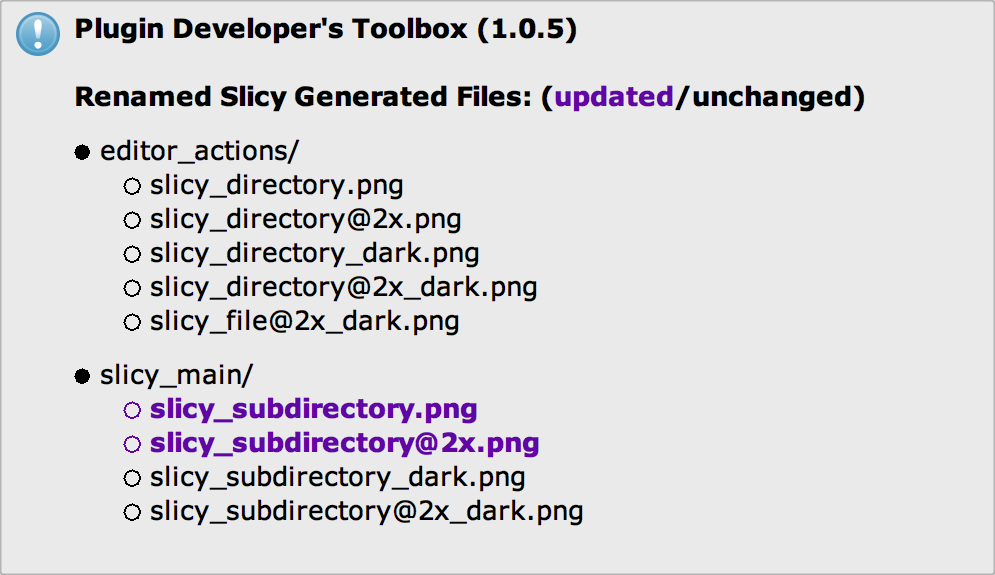 Plugin Developer's Toolbox (1.0.5)
Renamed Slicy Generated Files: (updated/unchanged)
editor_actions/
slicy_directory.png
slicy_directory@2x.png
slicy_directory_dark.png
slicy_directory@2x_dark.png
slicy_file@2x_dark.png
slicy_main/
slicy_subdirectory.png
slicy_subdirectory@2x.png
slicy_subdirectory_dark.png
slicy_subdirectory@2x_dark.png